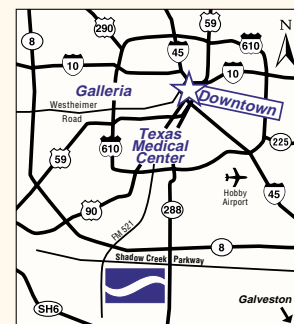 290
59
8
45
610
N
10
10
Galleria
Downtown
Westheimer
Road
Texas
Medical
Center
225
59
610
Hobby
Airport
45
90
288
FM 521
8
Shadow Creek Parkway
SH6
Galveston